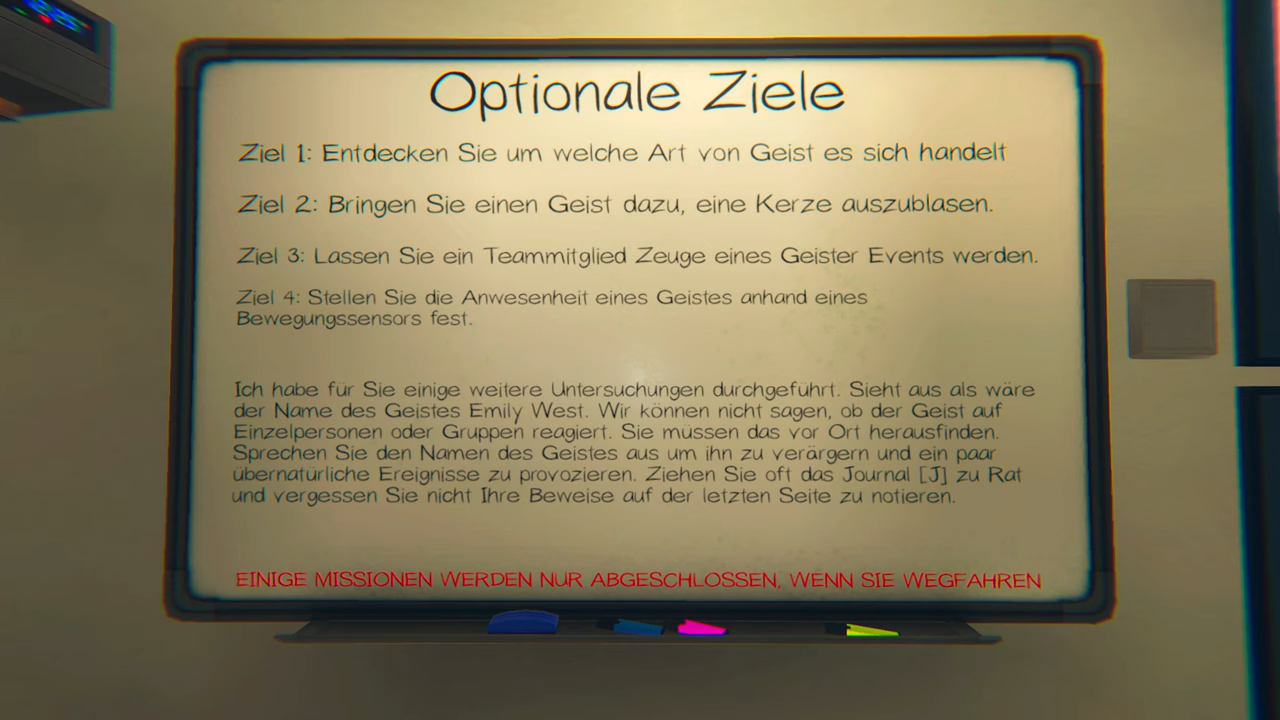 Optionale Ziele
Ziel 1: Entdecken Sie um welche Art von Geist es sich handelt
Ziel 2: Bringen Sie einen Geist dazu, eine Kerze auszublasen.
Ziel 3: Lassen Sie ein Teammitglied Zeuge eines Geister Events werden.
Ziel 4: Stellen Sie die Anwesenheit eines Geistes anhand eines
Bewegungssensors fest.
Ich habe für Sie einige weitere Untersuchungen durchgeführt. Sieht aus als wäre
der Name des Geistes Emily West. Wir können nicht sagen, ob der Geist auf
Einzelpersonen oder Gruppen reagiert. Sie müssen das vor Ort herausfinden.
Sprechen Sie den Namen des Geistes aus um ihn zu verärgern und ein paar
übernatürliche Ereignisse zu provozieren. Ziehen Sie oft das Journal [J] zu Rat
und vergessen Sie nicht Ihre Beweise auf der letzten Seite zu notieren.
EINIGE MISSIONEN WERDEN NUR ABGESCHLOSSEN, WENN SIE WEGFAHREN